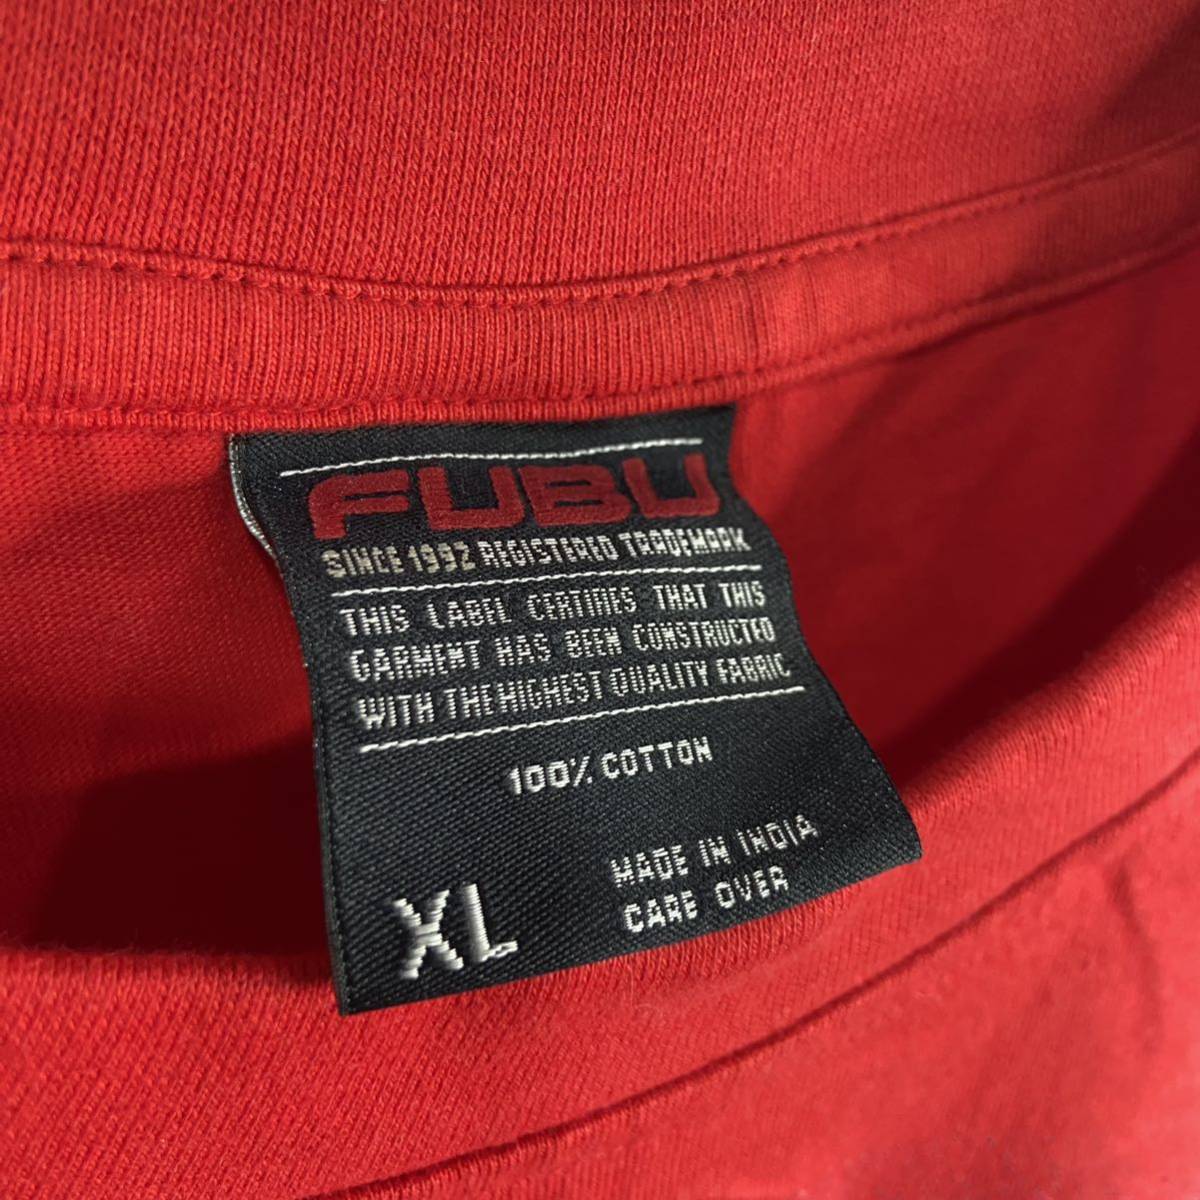 FUBU
SINCE 1992 REGISTERED TRADEMARK
THIS LABEL CERTIFIES THAT THIS
GARMENT HAS BEEN CONSTRUCTED
WITH THE HIGHEST QUALITY FABRIC
100% COTTON
MADE IN INDIA
CARE OVER
XL